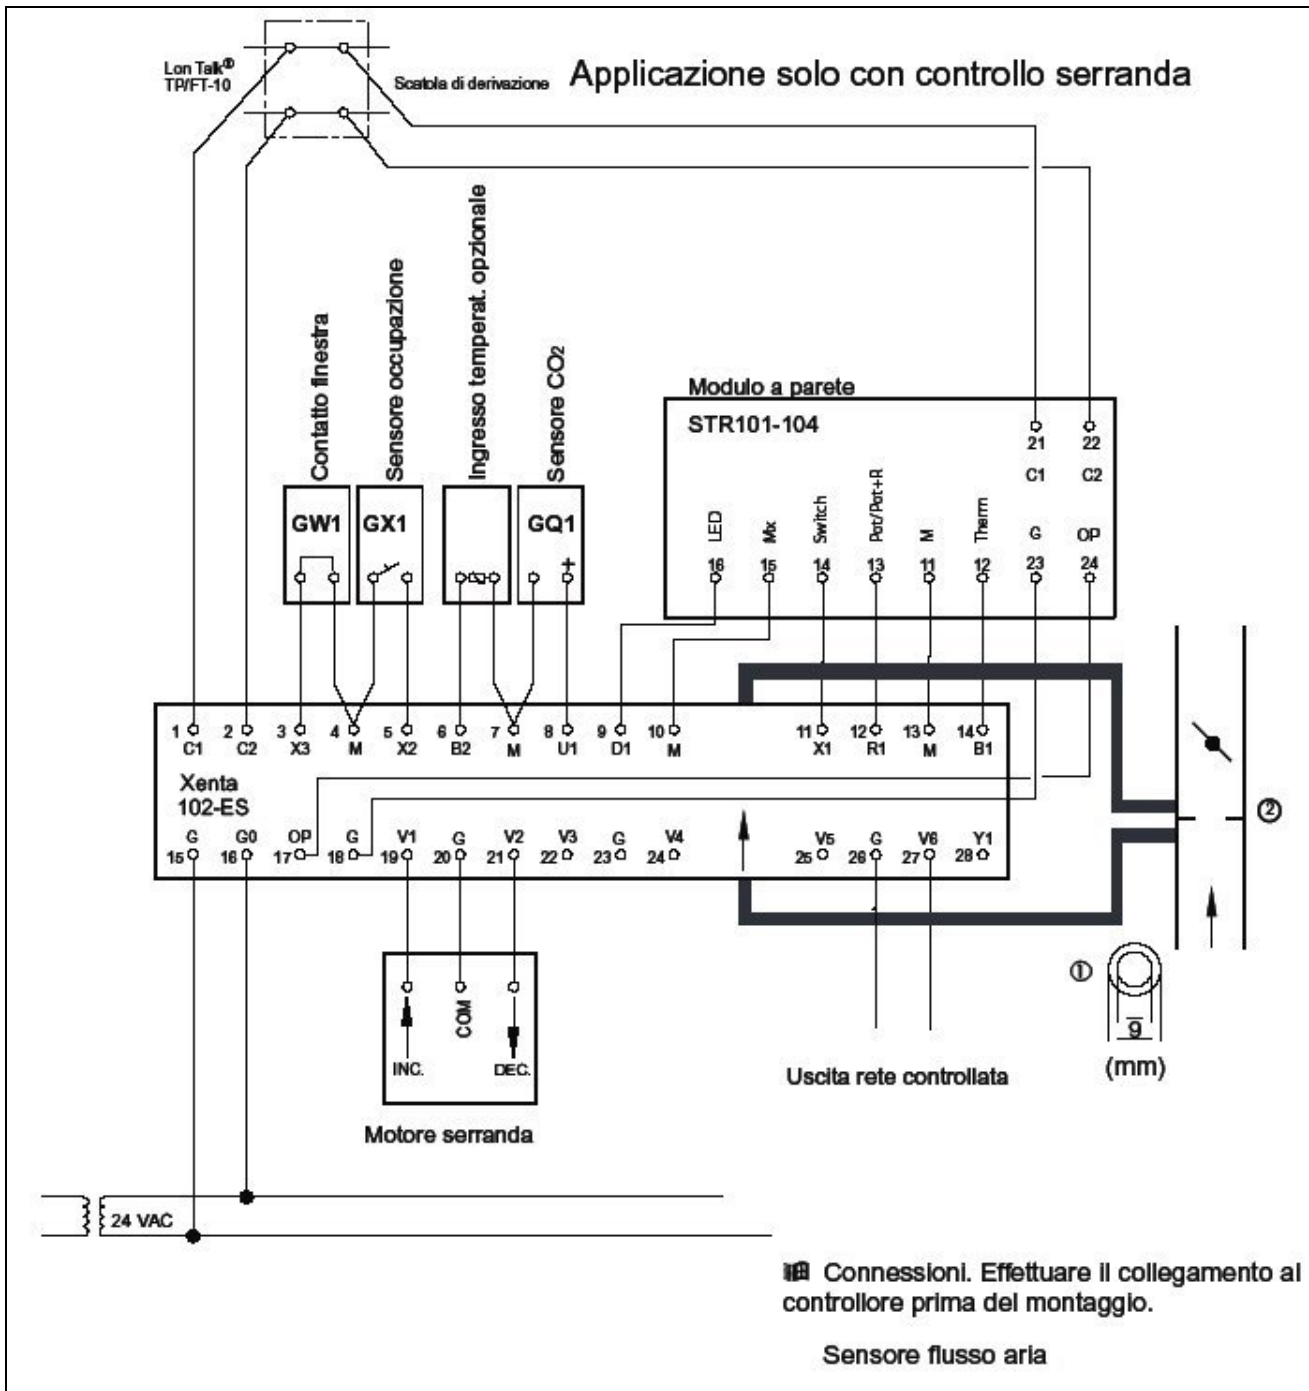 Lon Talk®
TP/FT-10
Scatola di derivazione
Applicazione solo con controllo serranda
Contatto finestra
Sensore occupazione
Ingresso temperat. opzionale
Sensore CO2
GW1
GX1
GQ1
+
Modulo a parete
STR101-104
21 22
C1 C2
LED Mix Switch Pot/Pot+R M Therm G OP
16 15 14 13 11 12 23 24
1 2 3 4 5 6 7 8 9 10 11 12 13 14
C1 C2 X3 M X2 B2 M U1 D1 M X1 R1 M B1
Xenta
102-ES
G G0 OP G V1 G V2 V3 G V4 V5 G V6 Y1
15 16 17 18 19 20 21 22 23 24 25 26 27 28
②
①
9
(mm)
INC. COM DEC.
Motore serranda
Uscita rete controllata
24 VAC
Connessioni. Effettuare il collegamento al
controllore prima del montaggio.
Sensore flusso aria